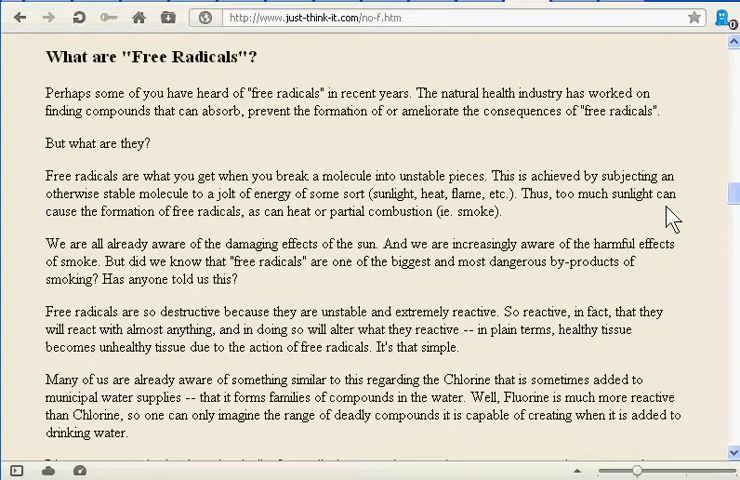 http://www.just-think-it.com/no-f.htm
0
What are "Free Radicals"?
Perhaps some of you have heard of "free radicals" in recent years. The natural health industry has worked on
finding compounds that can absorb, prevent the formation of or ameliorate the consequences of "free radicals".
But what are they?
Free radicals are what you get when you break a molecule into unstable pieces. This is achieved by subjecting an
otherwise stable molecule to a jolt of energy of some sort (sunlight, heat, flame, etc.). Thus, too much sunlight can
cause the formation of free radicals, as can heat or partial combustion (ie. smoke).
We are all already aware of the damaging effects of the sun. And we are increasingly aware of the harmful effects
of smoke. But did we know that "free radicals" are one of the biggest and most dangerous by-products of
smoking? Has anyone told us this?
Free radicals are so destructive because they are unstable and extremely reactive. So reactive, in fact, that they
will react with almost anything, and in doing so will alter what they reactive -- in plain terms, healthy tissue
becomes unhealthy tissue due to the action of free radicals. It's that simple.
Many of us are already aware of something similar to this regarding the Chlorine that is sometimes added to
municipal water supplies -- that it forms families of compounds in the water. Well, Fluorine is much more reactive
than Chlorine, so one can only imagine the range of deadly compounds it is capable of creating when it is added to
drinking water.